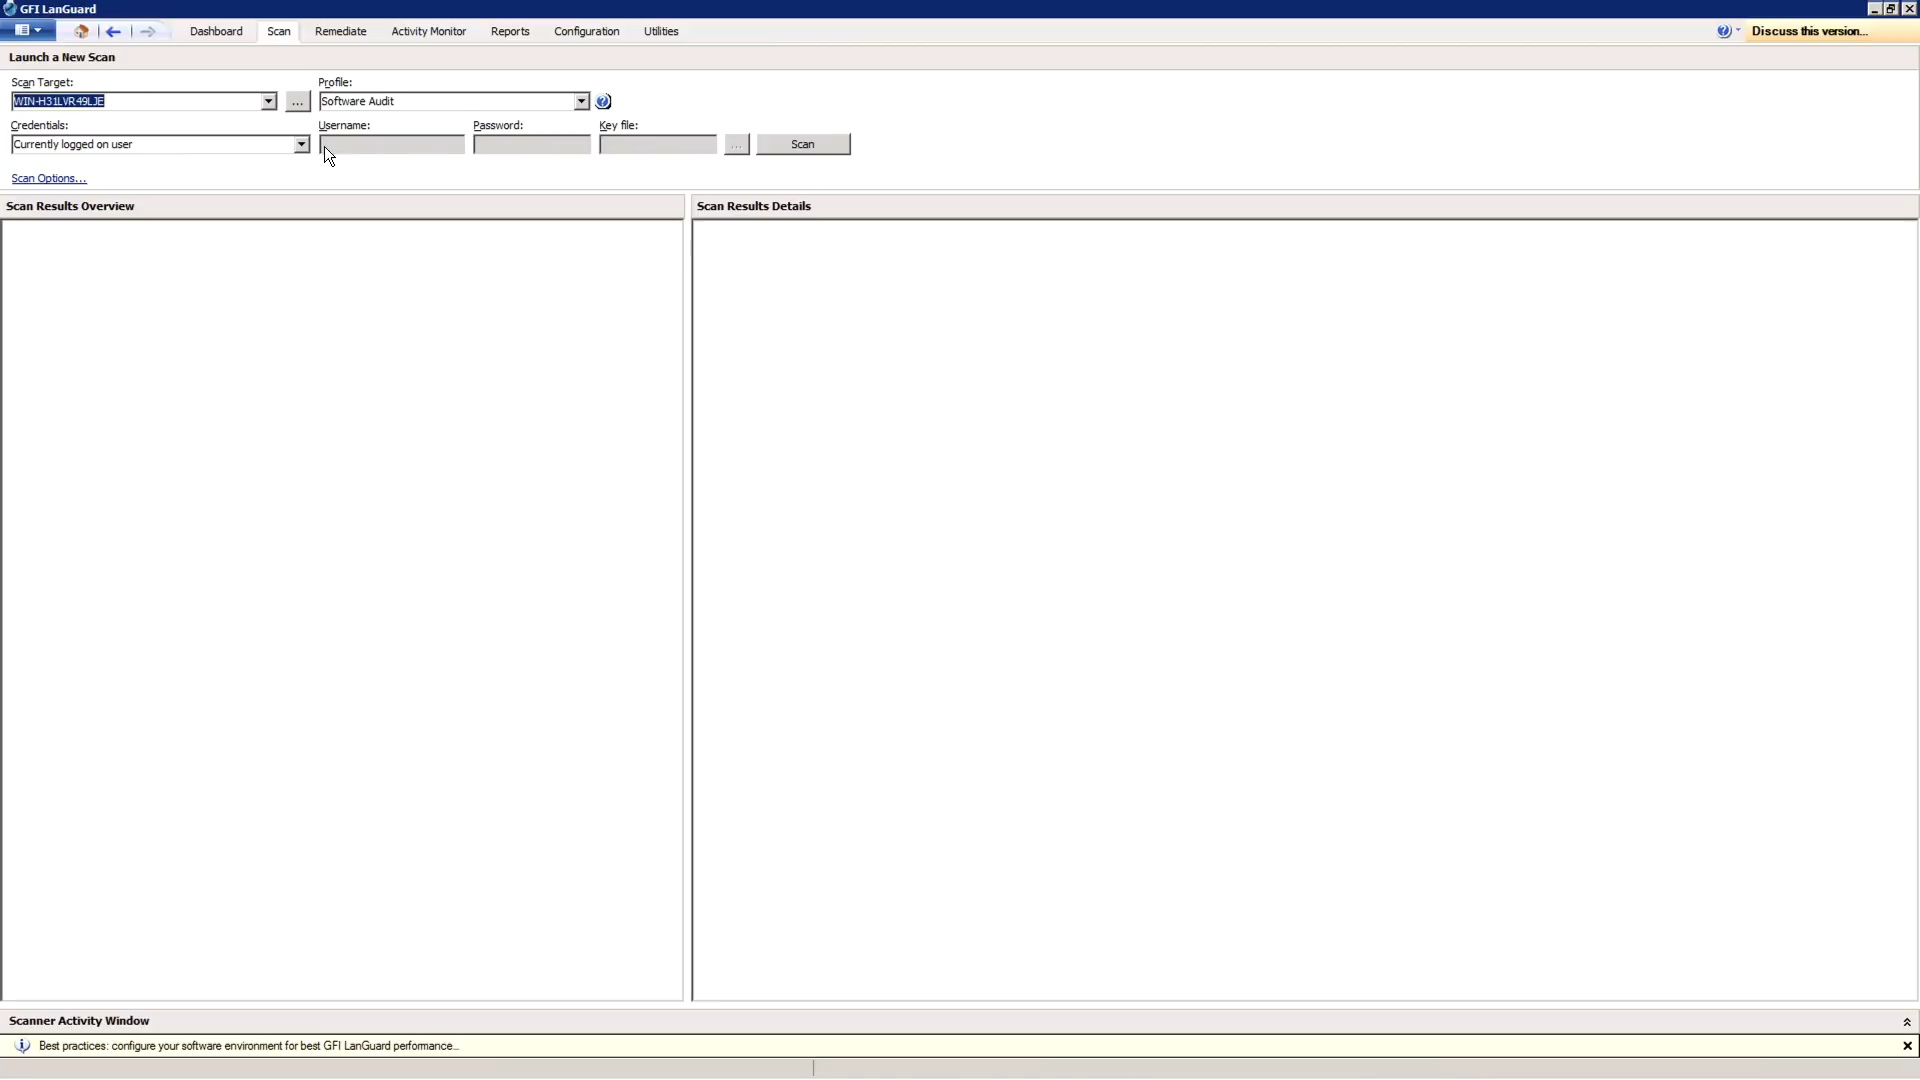 GFI LanGuard
Dashboard Scan Remediate Activity Monitor Reports Configuration Utilities Discuss this version...
Launch a New Scan
Scan Target: Profile:
WIN-H31LVR49LJE ... Software Audit
Credentials: Username: Password: Key file:
Currently logged on user ... Scan
Scan Options...
Scan Results Overview Scan Results Details
Scanner Activity Window
Best practices: configure your software environment for best GFI LanGuard performance...